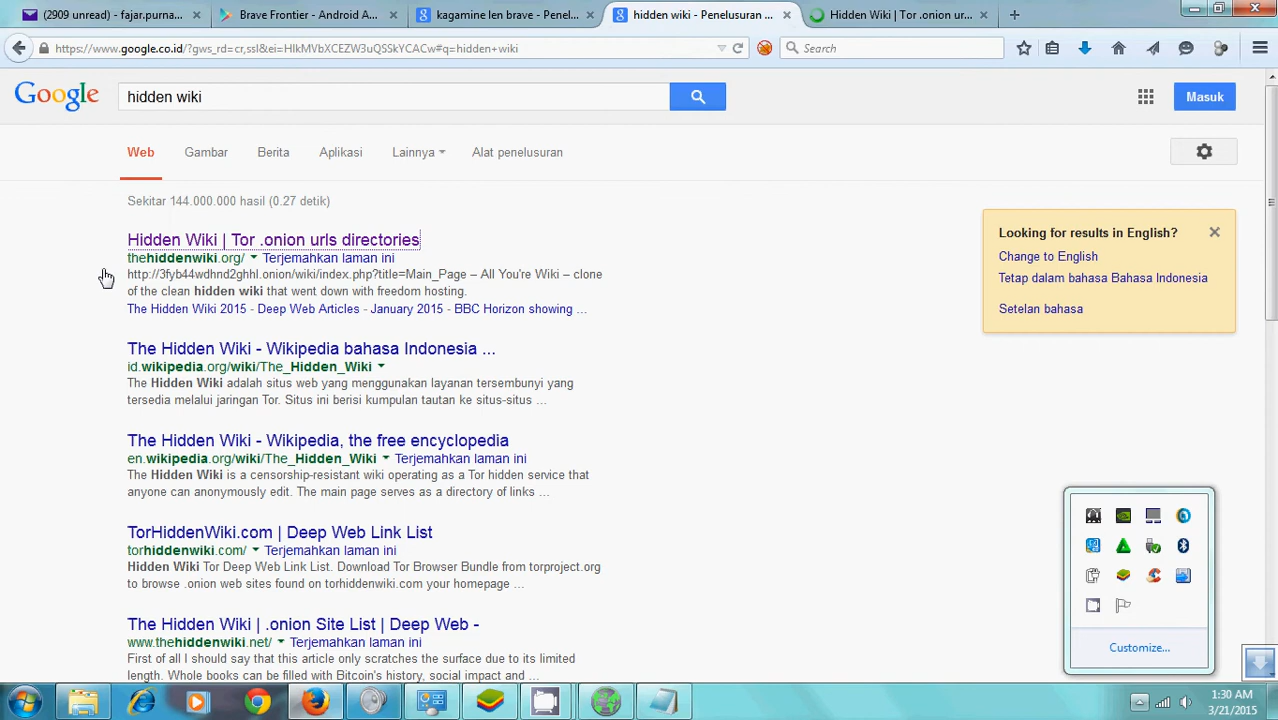 (2909 unread) - fajar.purna...
Brave Frontier - Android A...
kagamine len brave - Penel...
hidden wiki - Penelusuran ...
Hidden Wiki | Tor .onion ur...
https://www.google.co.id/?gws_rd=cr,ssl&ei=HIkMVbXCEZW3uQSSkYCACw#q=hidden+wiki
Search
Google
hidden wiki
Masuk
Web Gambar Berita Aplikasi Lainnya Alat penelusuran
Sekitar 144.000.000 hasil (0.27 detik)
Hidden Wiki | Tor .onion urls directories
thehiddenwiki.org/ Terjemahkan laman ini
http://3fyb44wdhnd2ghhl.onion/wiki/index.php?title=Main_Page – All You're Wiki – clone
of the clean hidden wiki that went down with freedom hosting.
The Hidden Wiki 2015 - Deep Web Articles - January 2015 - BBC Horizon showing ...
The Hidden Wiki - Wikipedia bahasa Indonesia ...
id.wikipedia.org/wiki/The_Hidden_Wiki
The Hidden Wiki adalah situs web yang menggunakan layanan tersembunyi yang
tersedia melalui jaringan Tor. Situs ini berisi kumpulan tautan ke situs-situs ...
The Hidden Wiki - Wikipedia, the free encyclopedia
en.wikipedia.org/wiki/The_Hidden_Wiki Terjemahkan laman ini
The Hidden Wiki is a censorship-resistant wiki operating as a Tor hidden service that
anyone can anonymously edit. The main page serves as a directory of links ...
TorHiddenWiki.com | Deep Web Link List
torhiddenwiki.com/ Terjemahkan laman ini
Hidden Wiki Tor Deep Web Link List. Download Tor Browser Bundle from torproject.org
to browse .onion web sites found on torhiddenwiki.com your homepage ...
The Hidden Wiki | .onion Site List | Deep Web -
www.thehiddenwiki.net/ Terjemahkan laman ini
First of all I should say that this article only scratches the surface due to its limited
length. Whole books can be filled with Bitcoin's history, social impact and ...
Looking for results in English?
Change to English
Tetap dalam bahasa Bahasa Indonesia
Setelan bahasa
Customize...
1:30 AM
3/21/2015